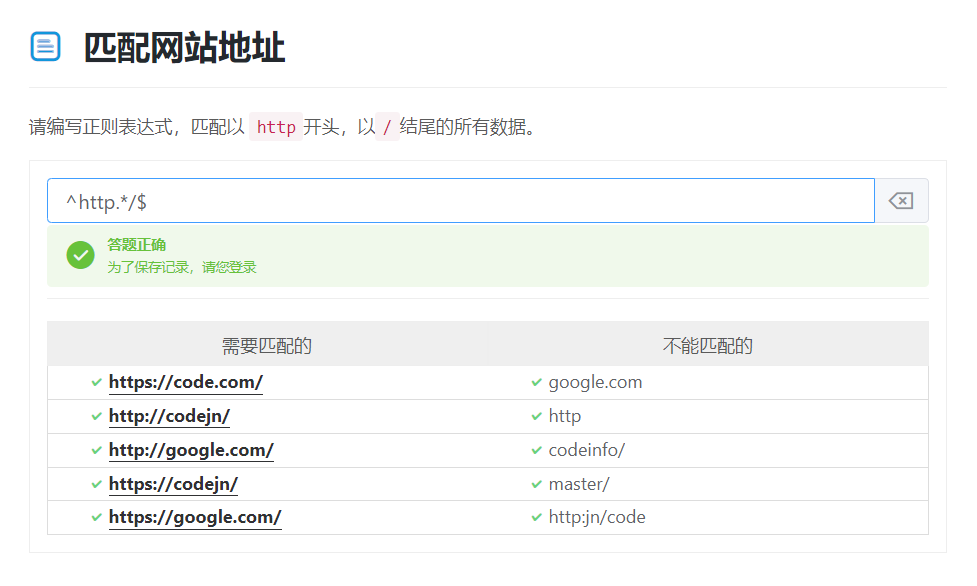 匹配网站地址
请编写正则表达式，匹配以 http 开头，以 / 结尾的所有数据。
^http.*/$
答题正确
为了保存记录，请您登录
需要匹配的 不能匹配的
https://code.com/ google.com
http://codejn/ http
http://google.com/ codeinfo/
https://codejn/ master/
https://google.com/ http:jn/code